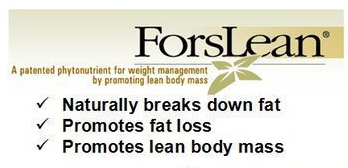 ForsLean®
A patented phytonutrient for weight management
by promoting lean body mass
✓ Naturally breaks down fat
✓ Promotes fat loss
✓ Promotes lean body mass